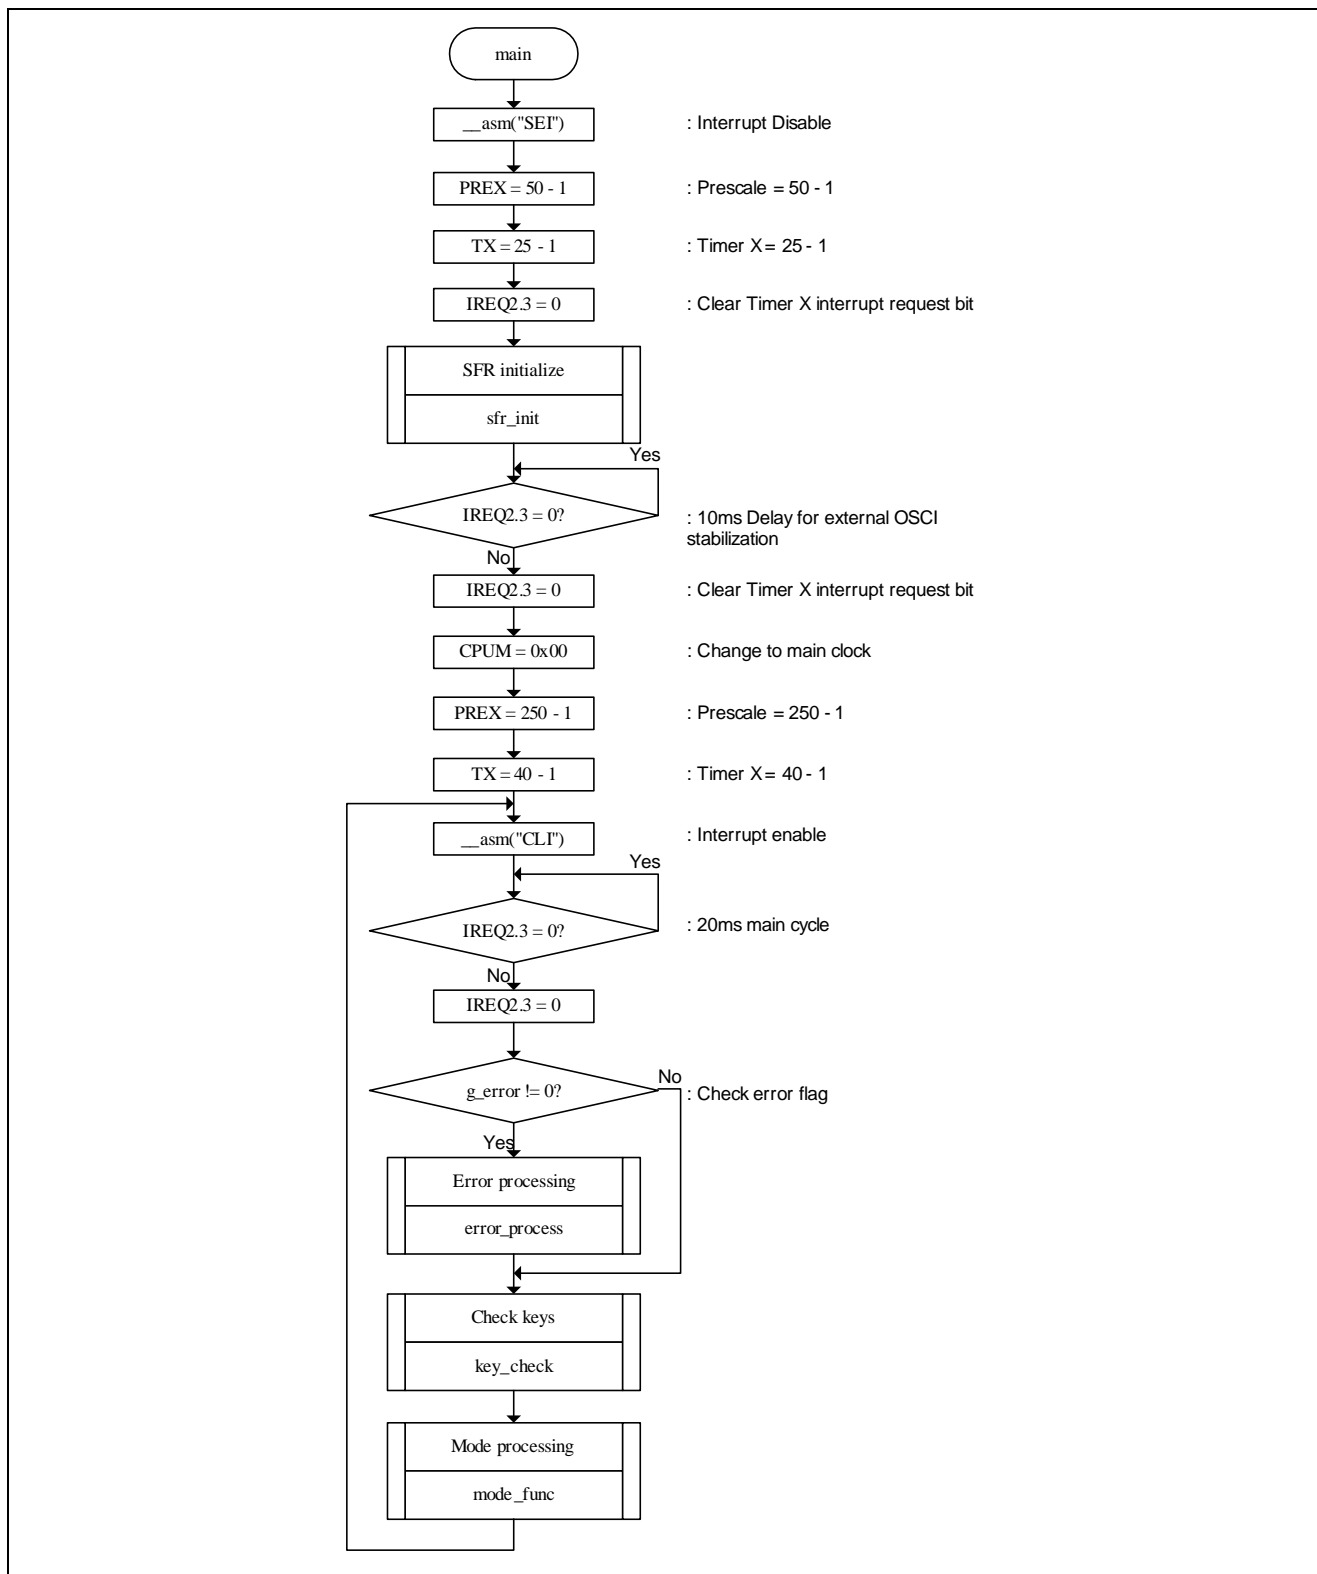 main
__asm("SEI")
: Interrupt Disable
PREX = 50 - 1
: Prescale = 50 - 1
TX = 25 - 1
: Timer X = 25 - 1
IREQ2.3 = 0
: Clear Timer X interrupt request bit
SFR initialize
sfr_init
Yes
IREQ2.3 = 0?
: 10ms Delay for external OSCI
stabilization
No
IREQ2.3 = 0
: Clear Timer X interrupt request bit
CPUM = 0x00
: Change to main clock
PREX = 250 - 1
: Prescale = 250 - 1
TX = 40 - 1
: Timer X = 40 - 1
__asm("CLI")
: Interrupt enable
Yes
IREQ2.3 = 0?
: 20ms main cycle
No
IREQ2.3 = 0
g_error != 0?
No
: Check error flag
Yes
Error processing
error_process
Check keys
key_check
Mode processing
mode_func